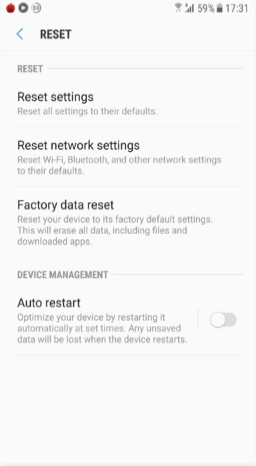 59% 17:31
RESET
RESET
Reset settings
Reset all settings to their defaults.
Reset network settings
Reset Wi-Fi, Bluetooth, and other network settings
to their defaults.
Factory data reset
Reset your device to its factory default settings.
This will erase all data, including files and
downloaded apps.
DEVICE MANAGEMENT
Auto restart
Optimize your device by restarting it
automatically at set times. Any unsaved
data will be lost when the device restarts.